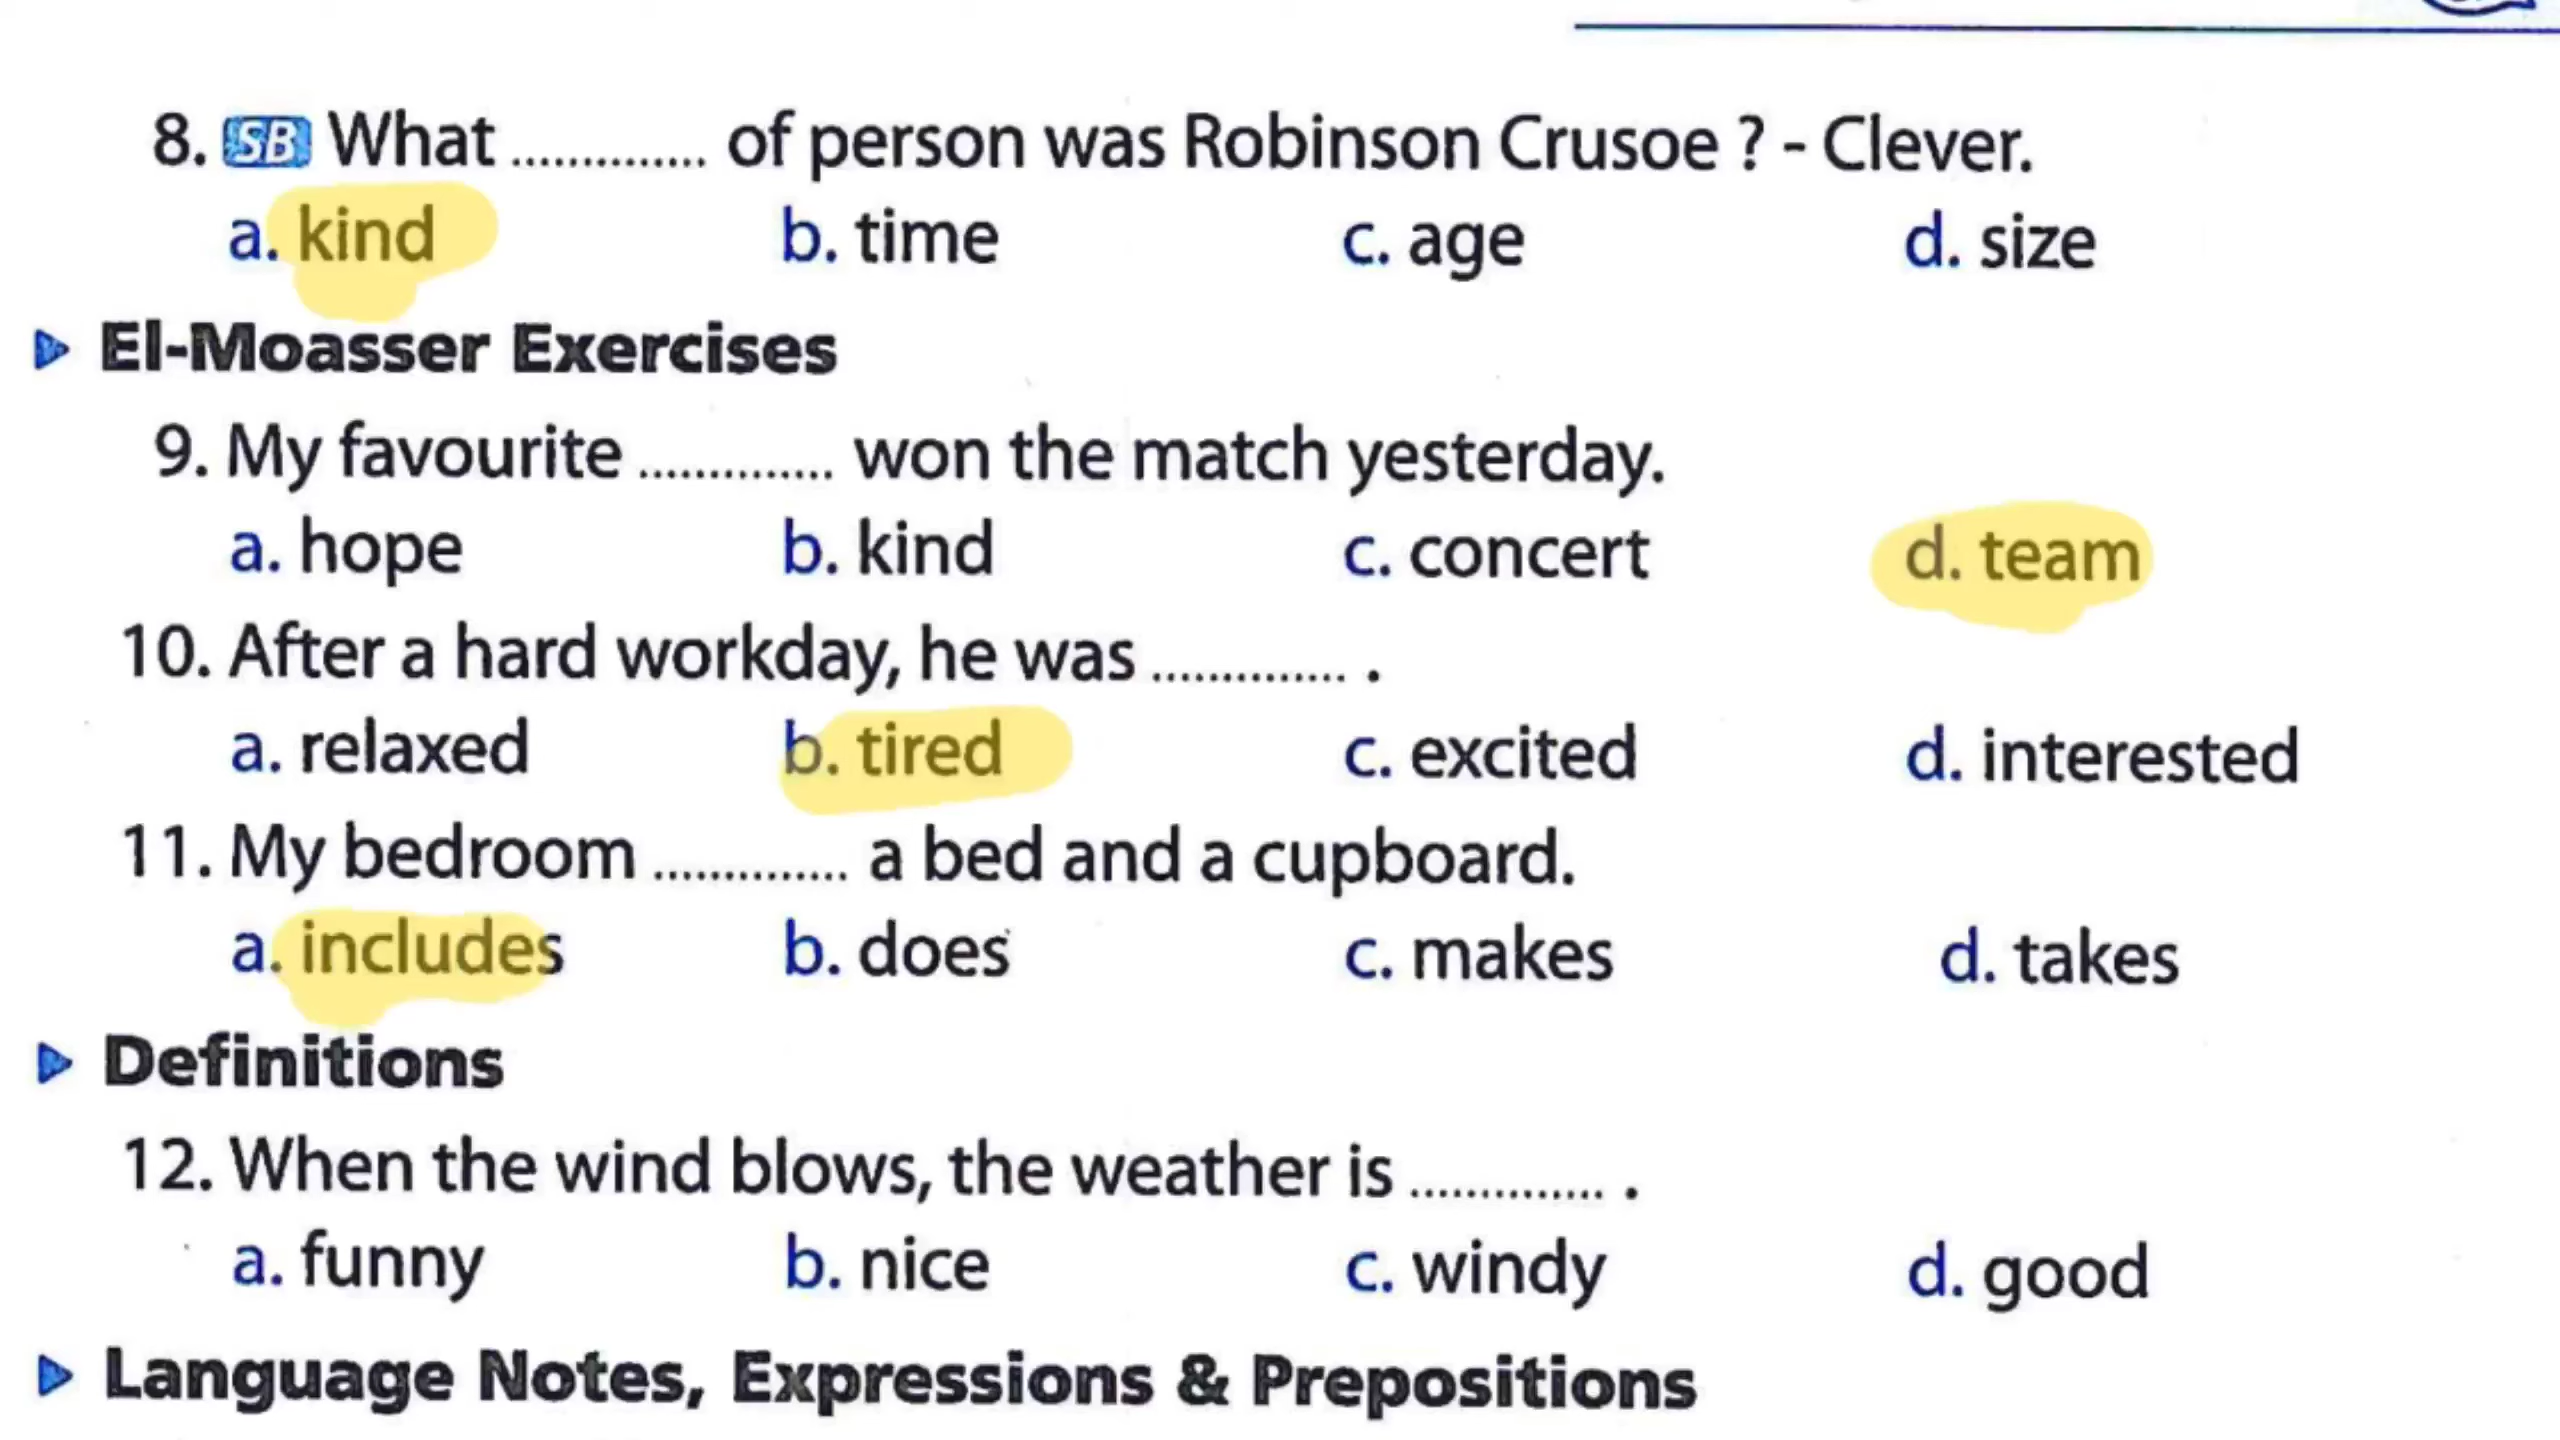 8. SB What .............. of person was Robinson Crusoe ? - Clever.
a. kind b. time c. age d. size
El-Moasser Exercises
9. My favourite .............. won the match yesterday.
a. hope b. kind c. concert d. team
10. After a hard workday, he was .............. .
a. relaxed b. tired c. excited d. interested
11. My bedroom .............. a bed and a cupboard.
a. includes b. does c. makes d. takes
Definitions
12. When the wind blows, the weather is .............. .
a. funny b. nice c. windy d. good
Language Notes, Expressions & Prepositions